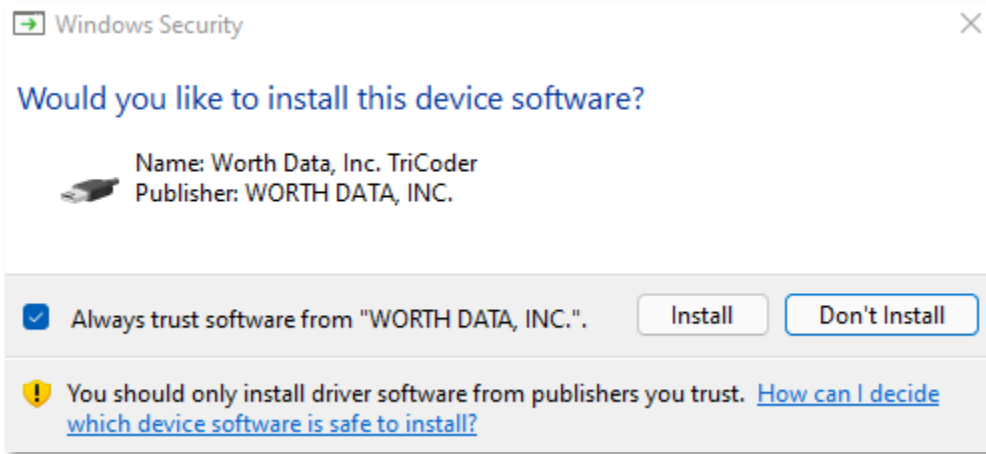 Windows Security
Would you like to install this device software?
Name: Worth Data, Inc. TriCoder
Publisher: WORTH DATA, INC.
Always trust software from "WORTH DATA, INC.".
Install
Don't Install
You should only install driver software from publishers you trust. How can I decide
which device software is safe to install?